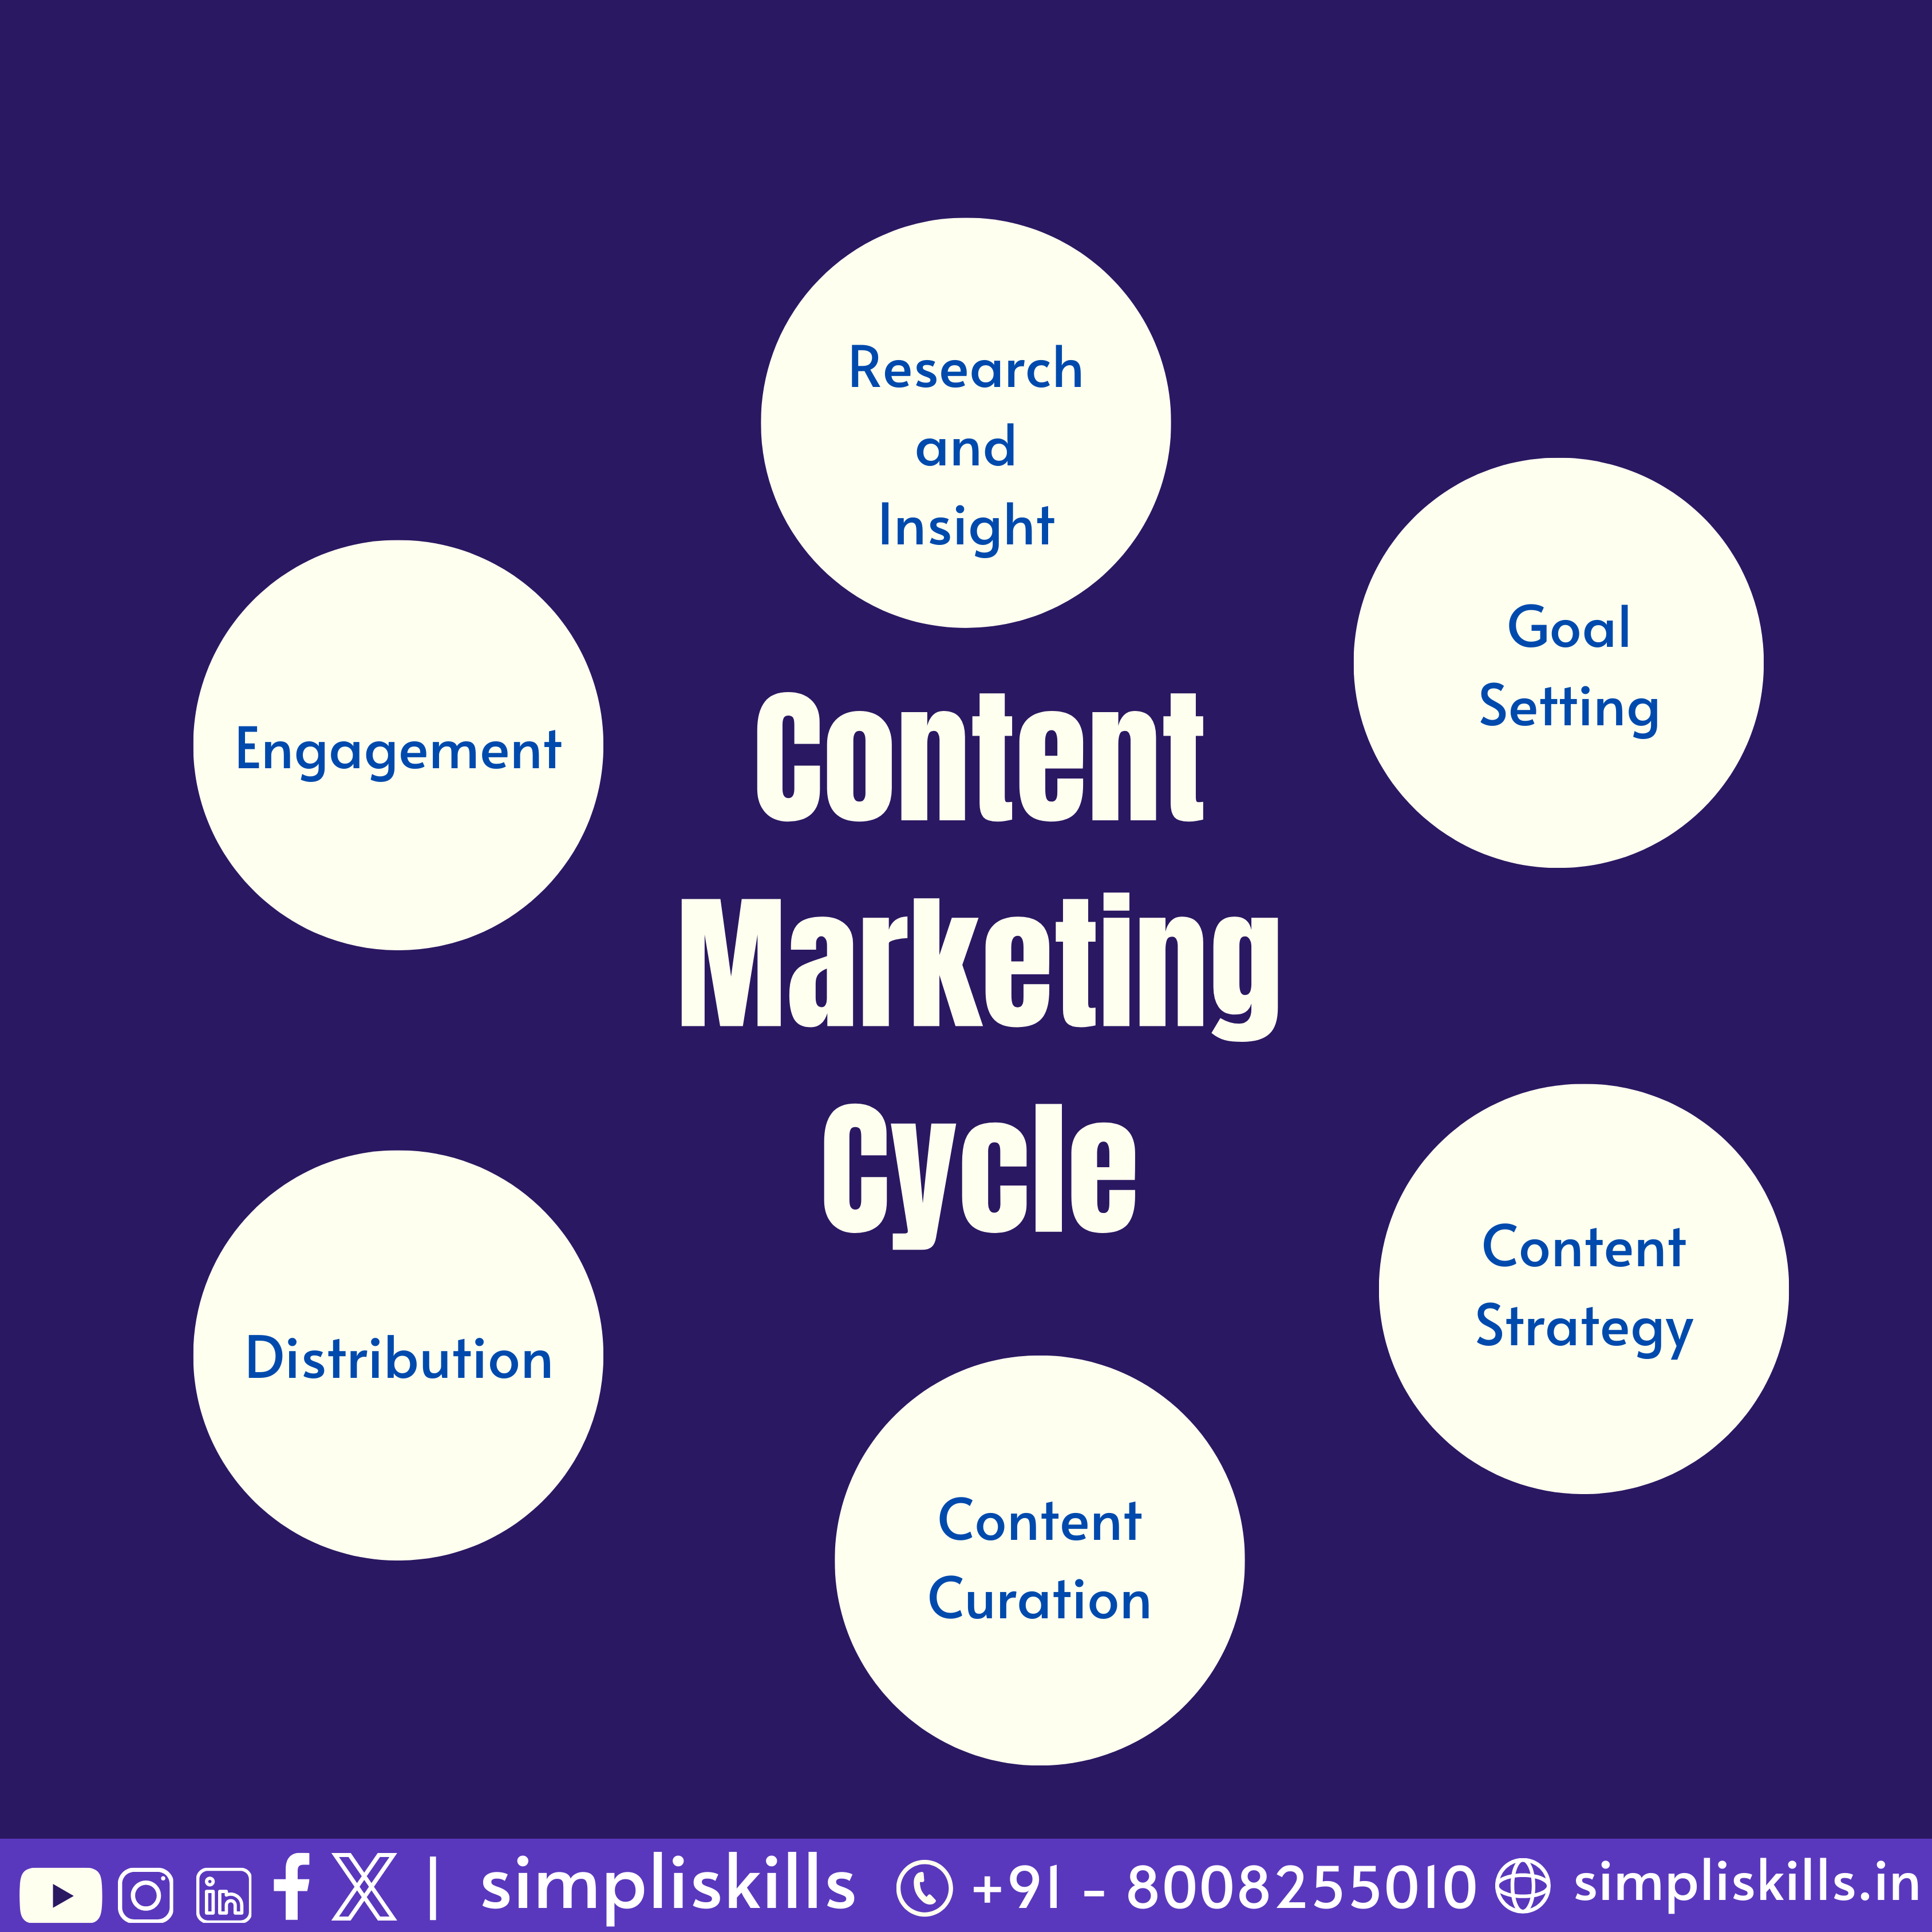 Research
and
Insight
Goal
Setting
Engagement
Content
Marketing
Cycle
Content
Strategy
Distribution
Content
Curation
| simpliskills +91 - 8008255010 simpliskills.in